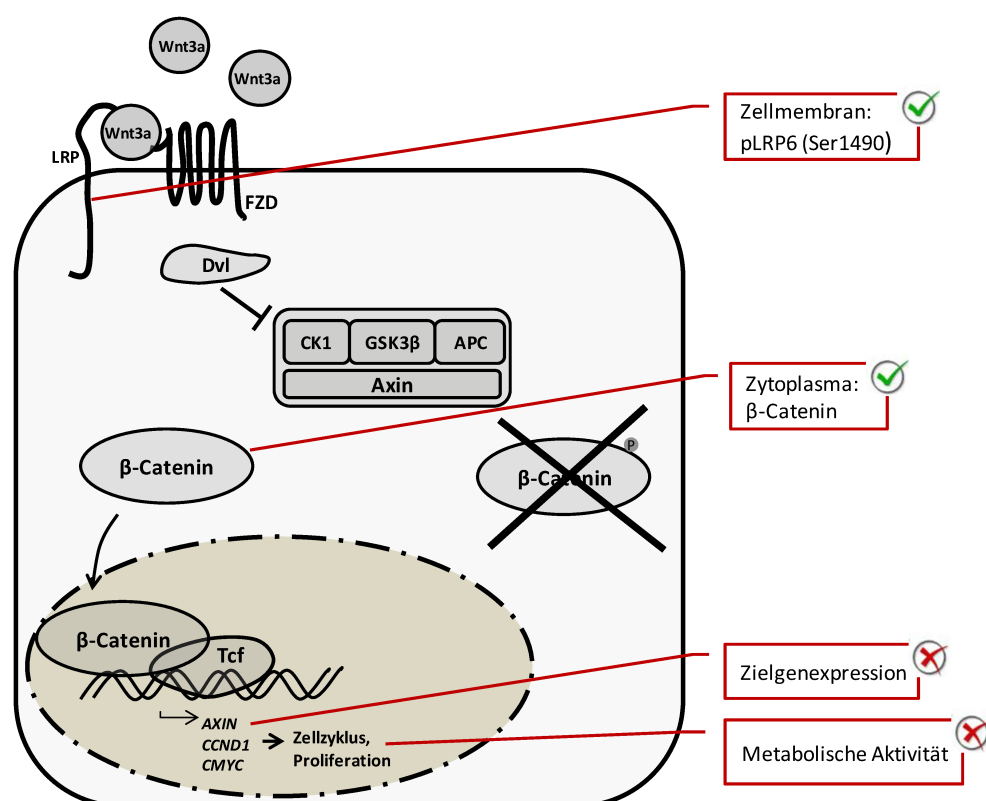 Wnt3a
Wnt3a
Wnt3a
LRP
FZD
Zellmembran:
pLRP6 (Ser1490)
Dvl
CK1 GSK3β APC
Axin
Zytoplasma:
β-Catenin
β-Catenin
P
β-Catenin
β-Catenin
Tcf
Zielgenexpression
AXIN
CCND1
CMYC
Zellzyklus,
Proliferation
Metabolische Aktivität